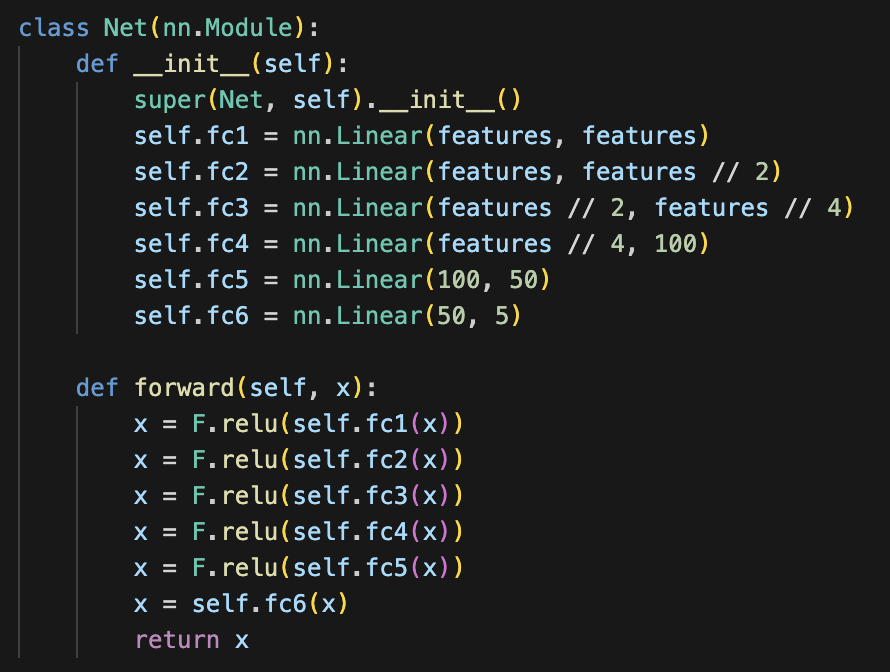 class Net(nn.Module):
    def __init__(self):
        super(Net, self).__init__()
        self.fc1 = nn.Linear(features, features)
        self.fc2 = nn.Linear(features, features // 2)
        self.fc3 = nn.Linear(features // 2, features // 4)
        self.fc4 = nn.Linear(features // 4, 100)
        self.fc5 = nn.Linear(100, 50)
        self.fc6 = nn.Linear(50, 5)

    def forward(self, x):
        x = F.relu(self.fc1(x))
        x = F.relu(self.fc2(x))
        x = F.relu(self.fc3(x))
        x = F.relu(self.fc4(x))
        x = F.relu(self.fc5(x))
        x = self.fc6(x)
        return x